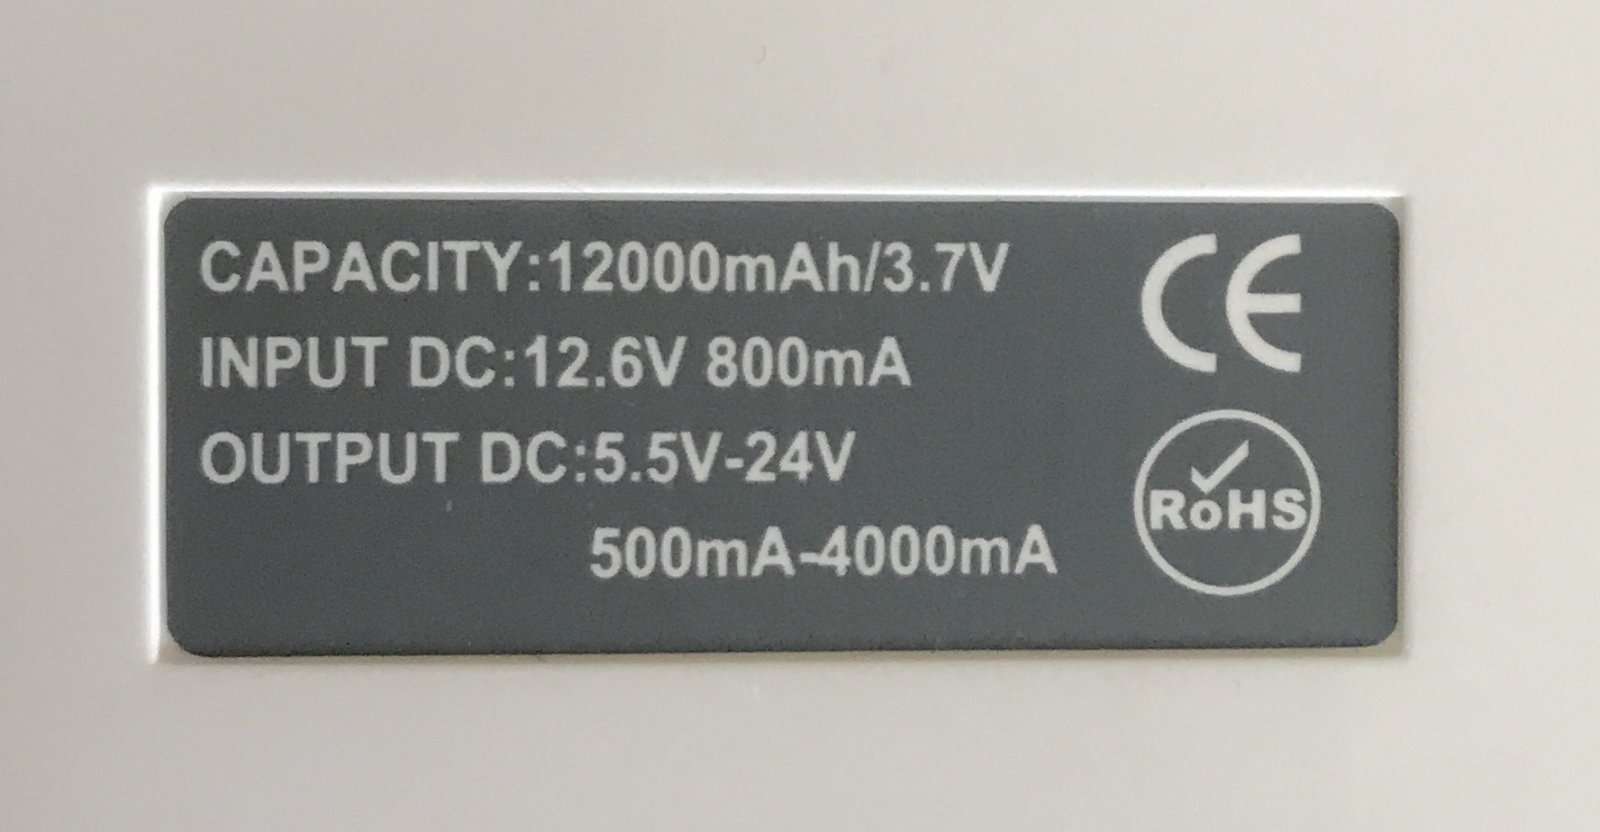 CAPACITY:12000mAh/3.7V
INPUT DC:12.6V 800mA
OUTPUT DC:5.5V-24V
500mA-4000mA
CE
RoHS